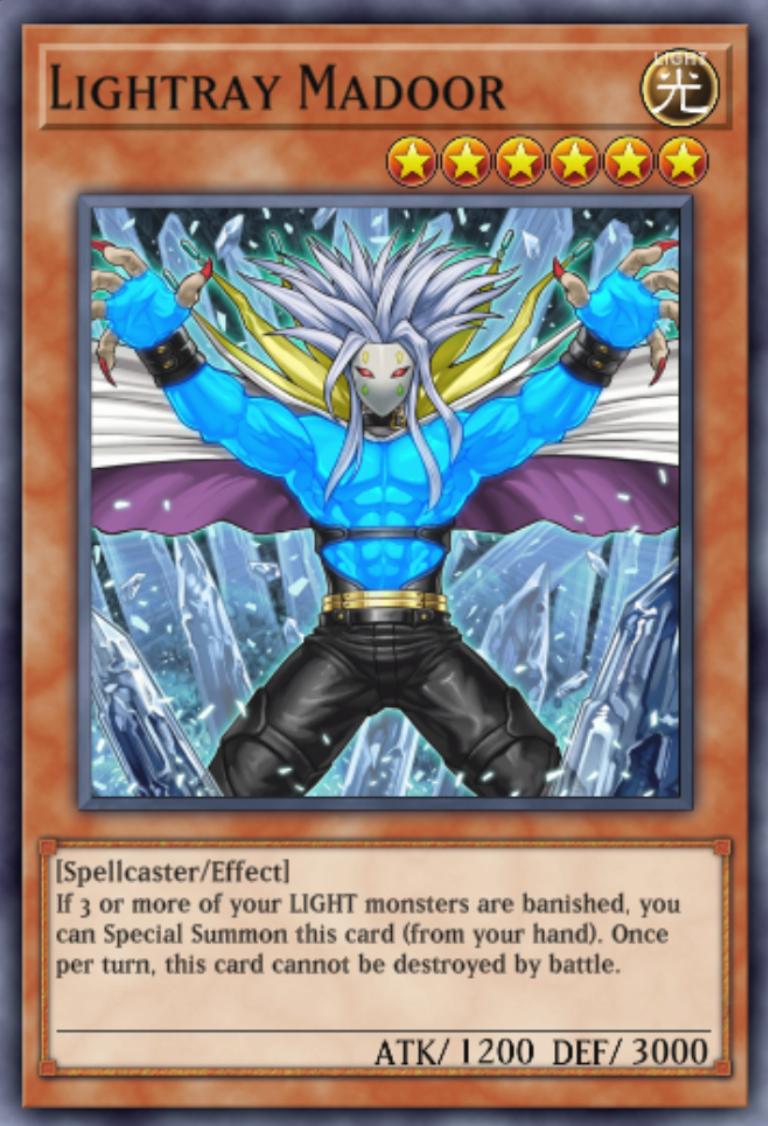 Lightray Madoor
LIGHT
光
[Spellcaster/Effect]
If 3 or more of your LIGHT monsters are banished, you
can Special Summon this card (from your hand). Once
per turn, this card cannot be destroyed by battle.
ATK/ 1200 DEF/ 3000